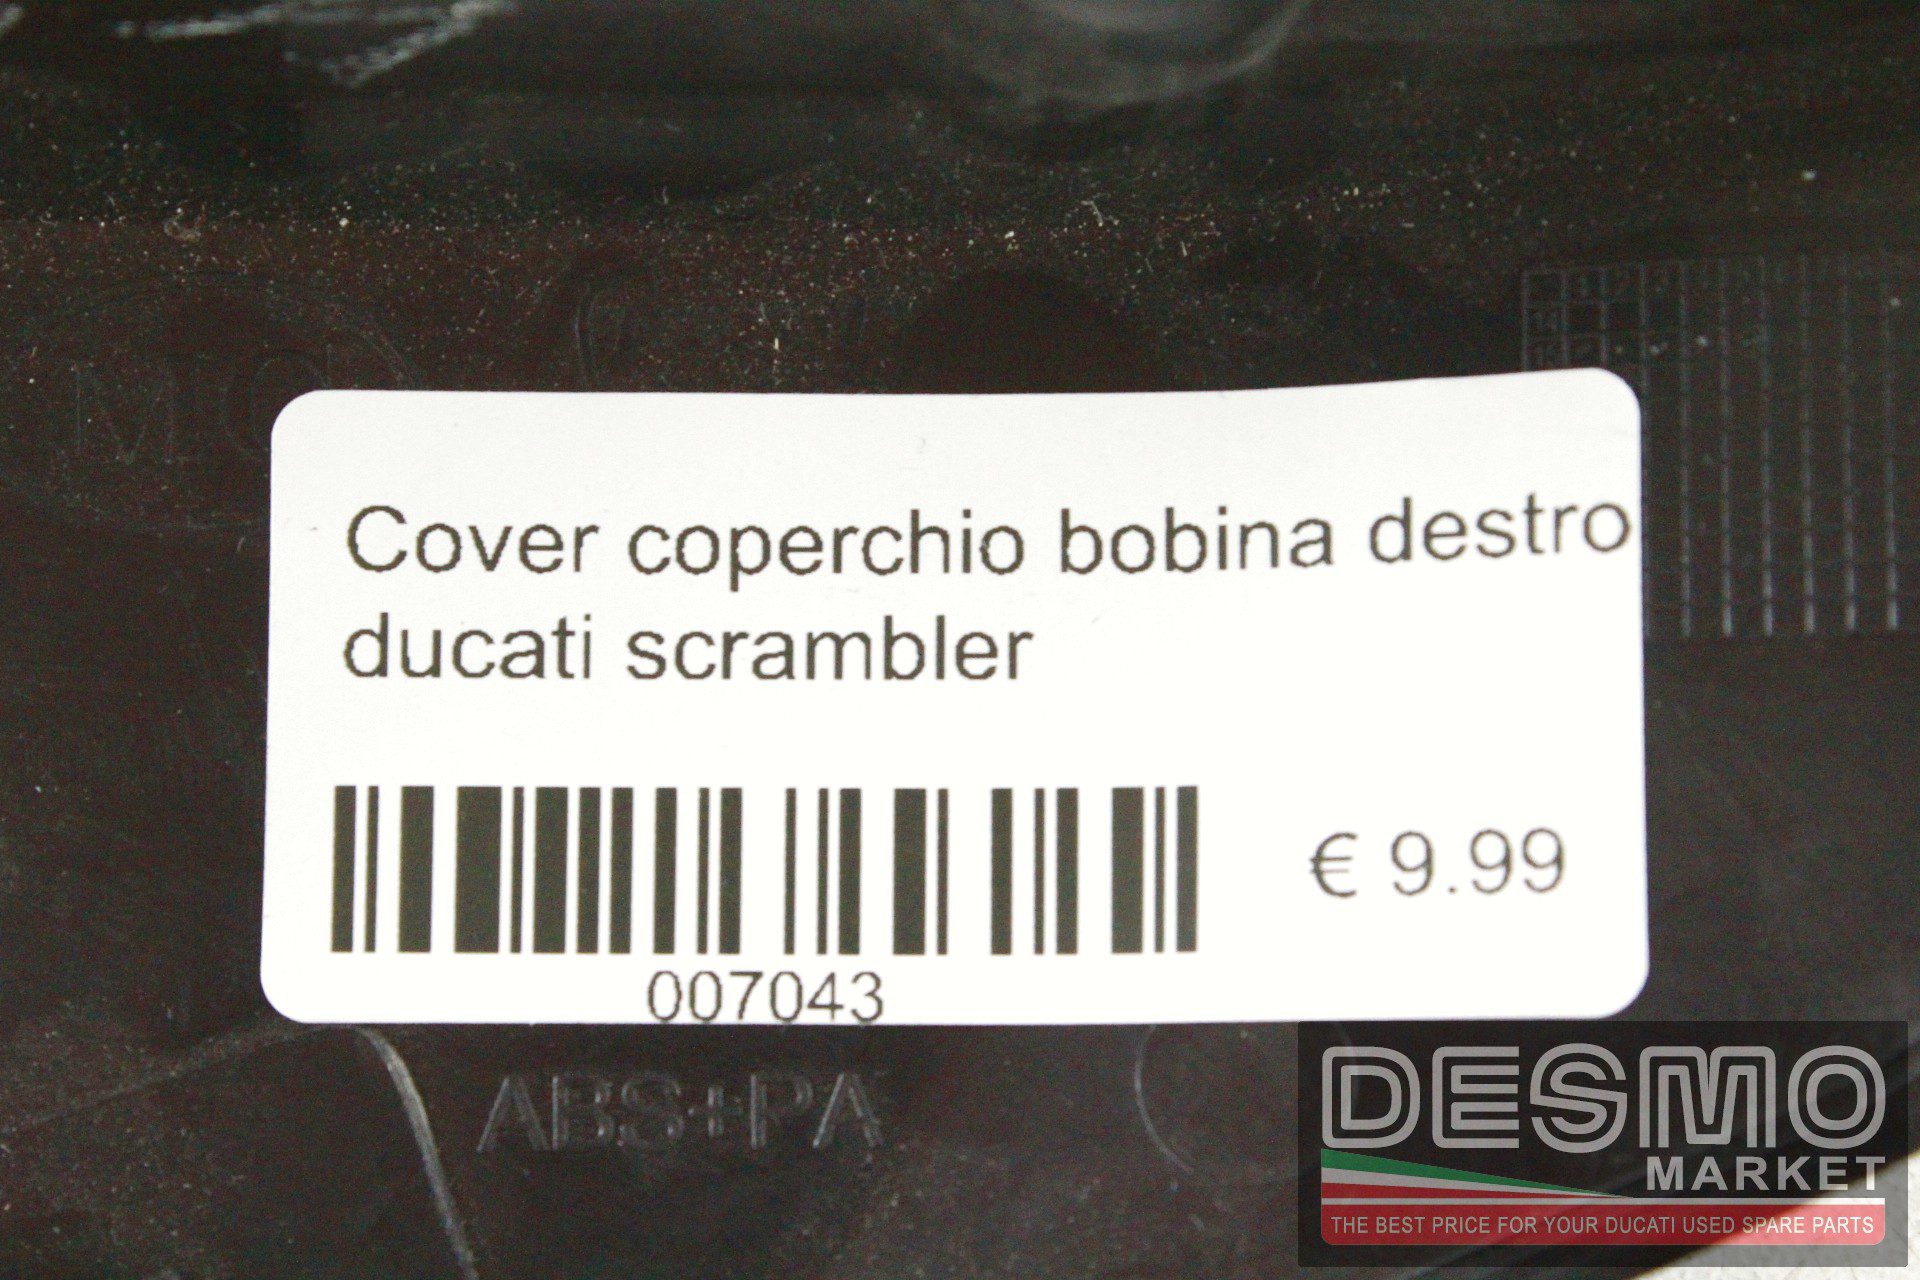 Cover coperchio bobina destro
ducati scrambler
€ 9.99
007043
ABS+PA
DESMO
MARKET
THE BEST PRICE FOR YOUR DUCATI USED SPARE PARTS